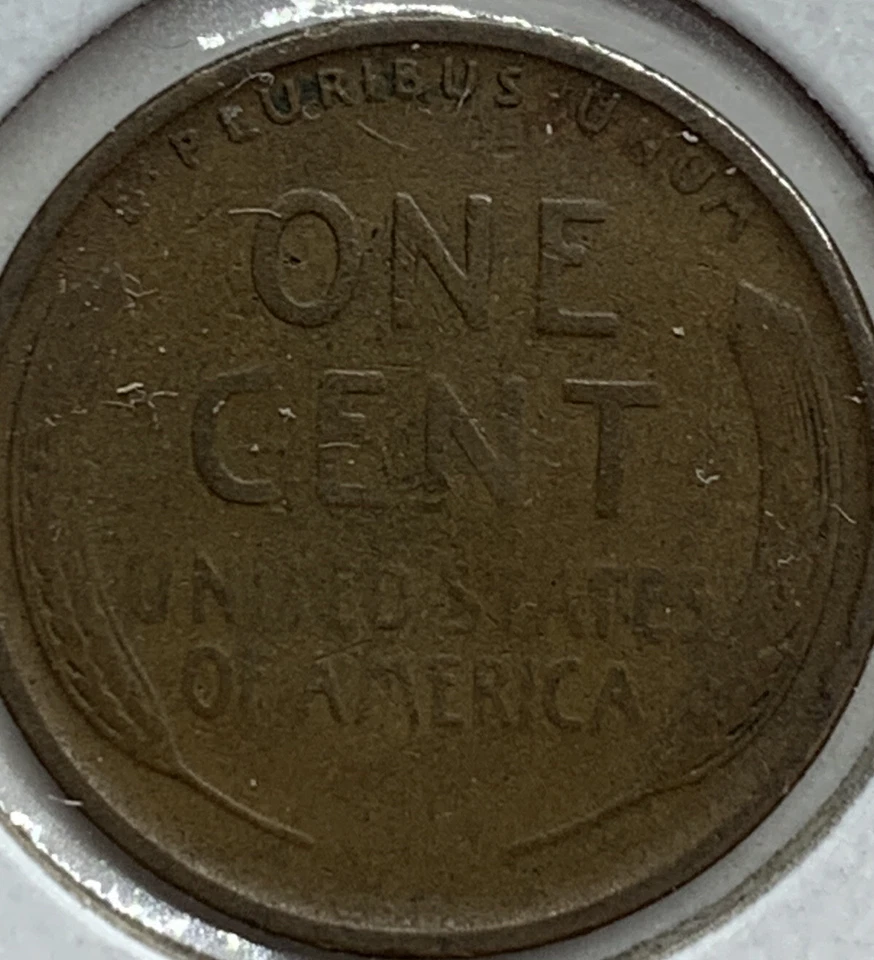 E·PLURIBUS·UNUM
ONE
CENT
UNITED STATES
OF AMERICA